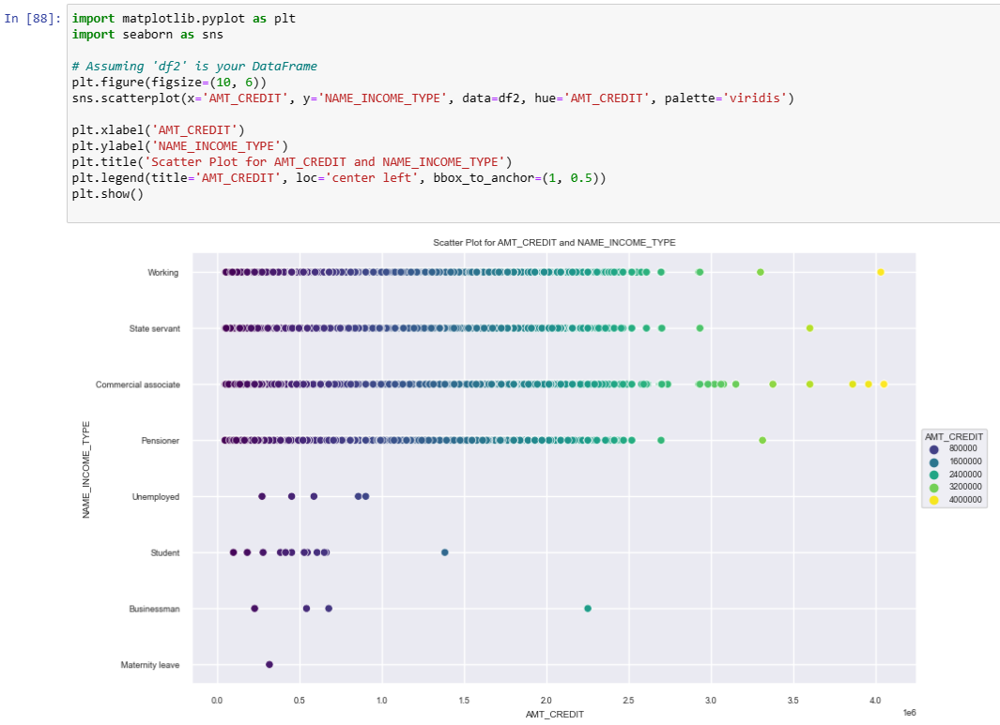 In [88]: import matplotlib.pyplot as plt
import seaborn as sns
# Assuming 'df2' is your DataFrame
plt.figure(figsize=(10, 6))
sns.scatterplot(x='AMT_CREDIT', y='NAME_INCOME_TYPE', data=df2, hue='AMT_CREDIT', palette='viridis')
plt.xlabel('AMT_CREDIT')
plt.ylabel('NAME_INCOME_TYPE')
plt.title('Scatter Plot for AMT_CREDIT and NAME_INCOME_TYPE')
plt.legend(title='AMT_CREDIT', loc='center left', bbox_to_anchor=(1, 0.5))
plt.show()
Scatter Plot for AMT_CREDIT and NAME_INCOME_TYPE
NAME_INCOME_TYPE
Working
State servant
Commercial associate
Pensioner
Unemployed
Student
Businessman
Maternity leave
AMT_CREDIT
800000
1600000
2400000
3200000
4000000
0.0 0.5 1.0 1.5 2.0 2.5 3.0 3.5 4.0
1e6
AMT_CREDIT